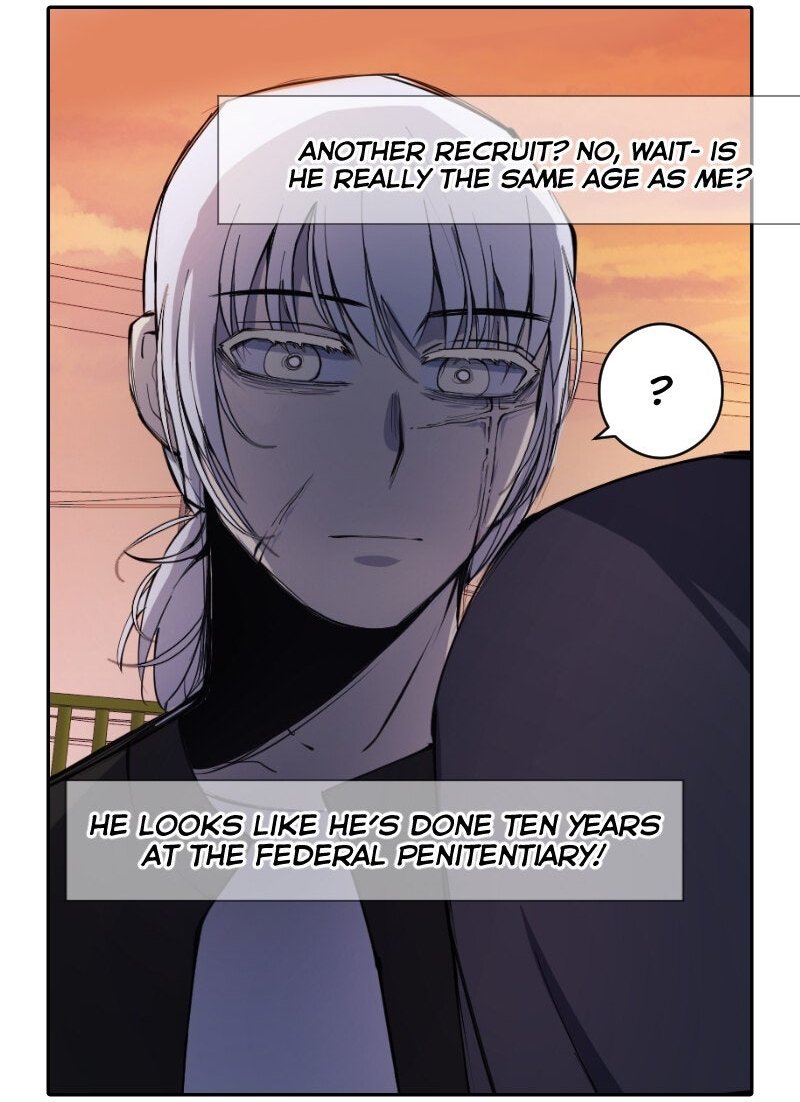 ANOTHER RECRUIT? NO, WAIT- IS
HE REALLY THE SAME AGE AS ME?
?
HE LOOKS LIKE HE'S DONE TEN YEARS
AT THE FEDERAL PENITENTIARY!